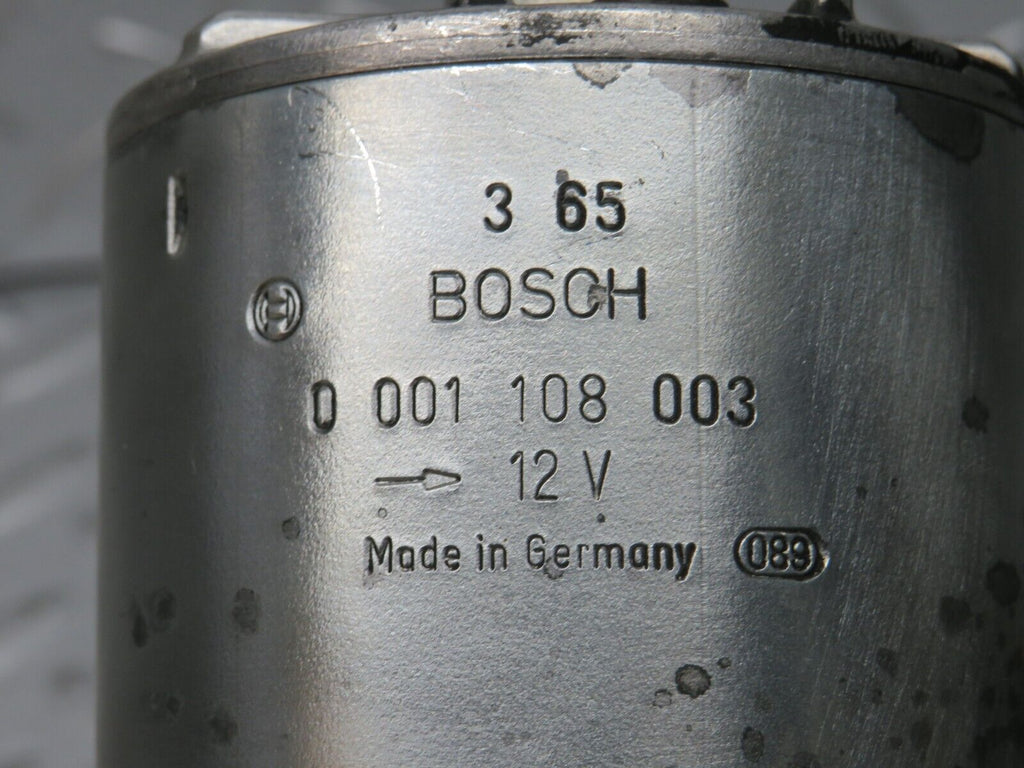 3 65
BOSCH
0 001 108 003
→ 12 V
Made in Germany 089